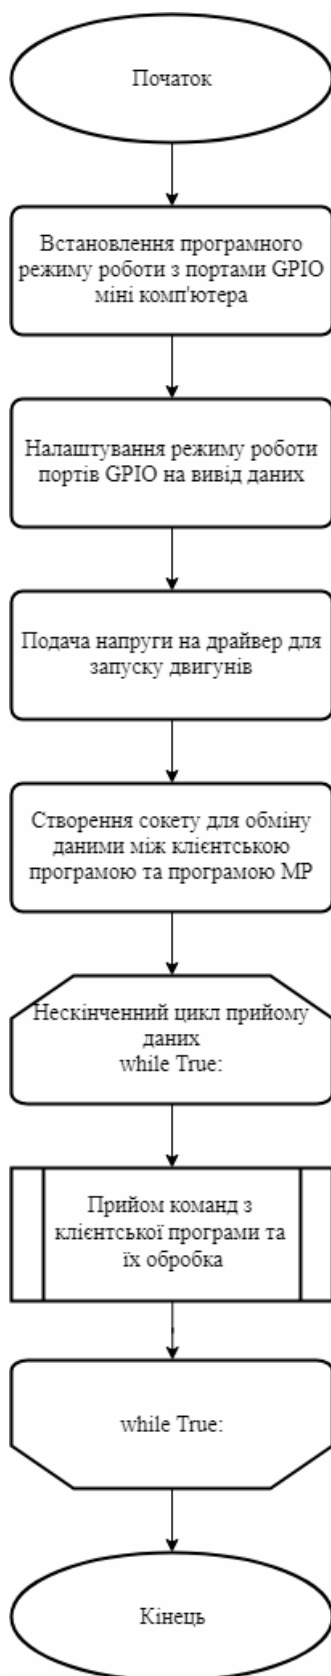 Початок
Встановлення програмного
режиму роботи з портами GPIO
міні комп'ютера
Налаштування режиму роботи
портів GPIO на вивід даних
Подача напруги на драйвер для
запуску двигунів
Створення сокету для обміну
даними між клієнтською
програмою та програмою МР
Нескінченний цикл прийому
даних
while True:
Прийом команд з
клієнтської програми та
їх обробка
while True:
Кінець